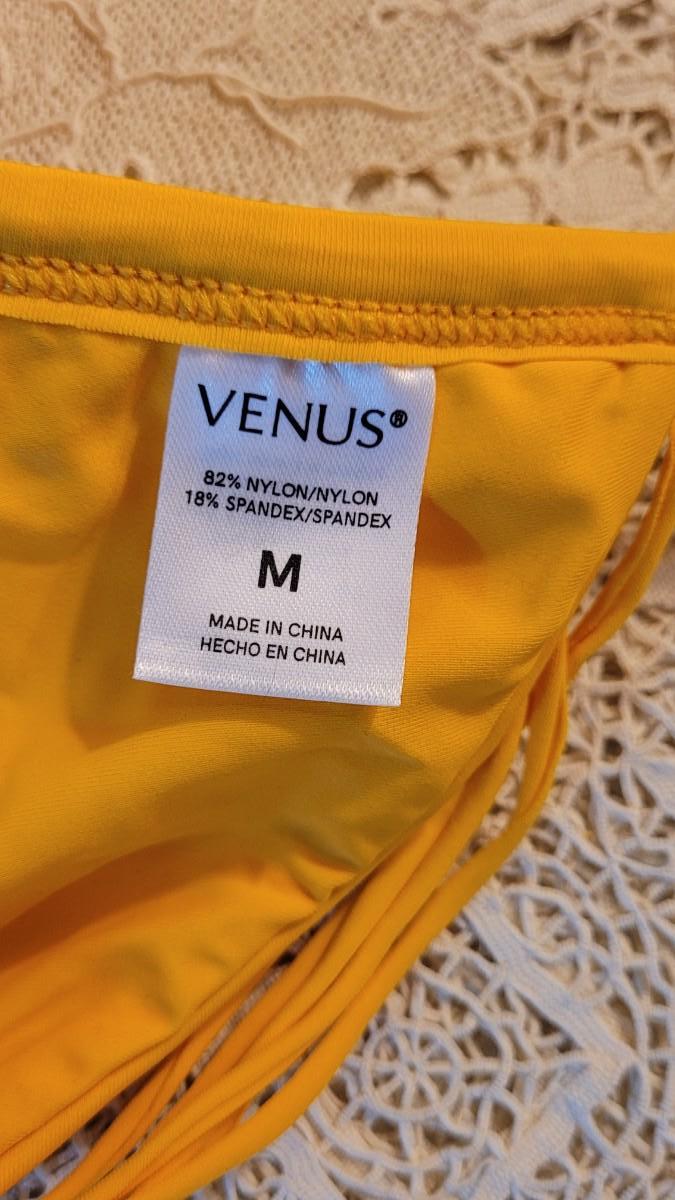 VENUS®
82% NYLON/NYLON
18% SPANDEX/SPANDEX
M
MADE IN CHINA
HECHO EN CHINA